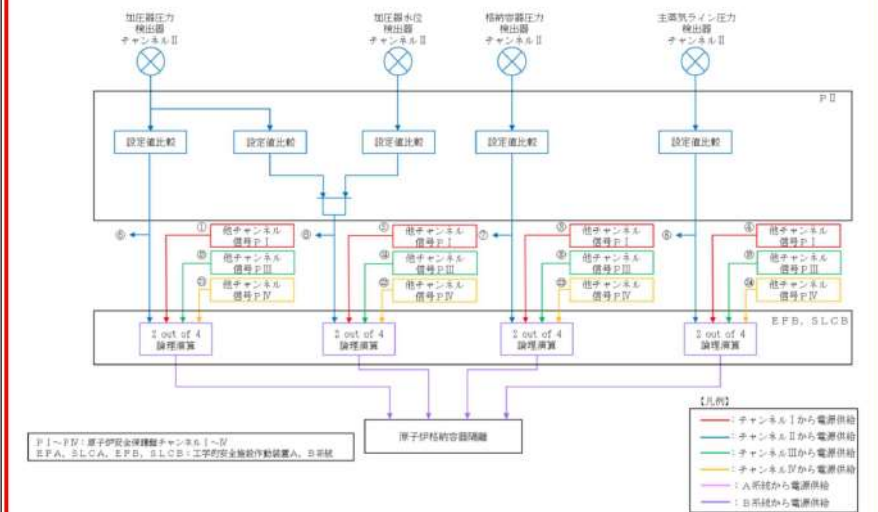 加圧器圧力
検出器
チャンネルⅡ
加圧器水位
検出器
チャンネルⅡ
格納容器圧力
検出器
チャンネルⅡ
主蒸気ライン圧力
検出器
チャンネルⅡ
PⅡ
設定値比較
設定値比較
設定値比較
設定値比較
設定値比較
⑥
①
他チャンネル
信号PⅠ
他チャンネル
信号PⅢ
他チャンネル
信号PⅣ
他チャンネル
信号PⅠ
他チャンネル
信号PⅢ
他チャンネル
信号PⅣ
⑦
③
他チャンネル
信号PⅠ
他チャンネル
信号PⅢ
他チャンネル
信号PⅣ
④
他チャンネル
信号PⅠ
他チャンネル
信号PⅢ
他チャンネル
信号PⅣ
EFB, SLCB
2 out of 4
論理演算
2 out of 4
論理演算
2 out of 4
論理演算
2 out of 4
論理演算
原子炉格納容器隔離
PⅠ～PⅣ：原子炉安全保護盤チャンネルⅠ～Ⅳ
EFA、SLCA、EFB、SLCB：工学的安全施設作動装置A、B系統
【凡例】
：チャンネルⅠから電源供給
：チャンネルⅡから電源供給
：チャンネルⅢから電源供給
：チャンネルⅣから電源供給
：A系統から電源供給
：B系統から電源供給